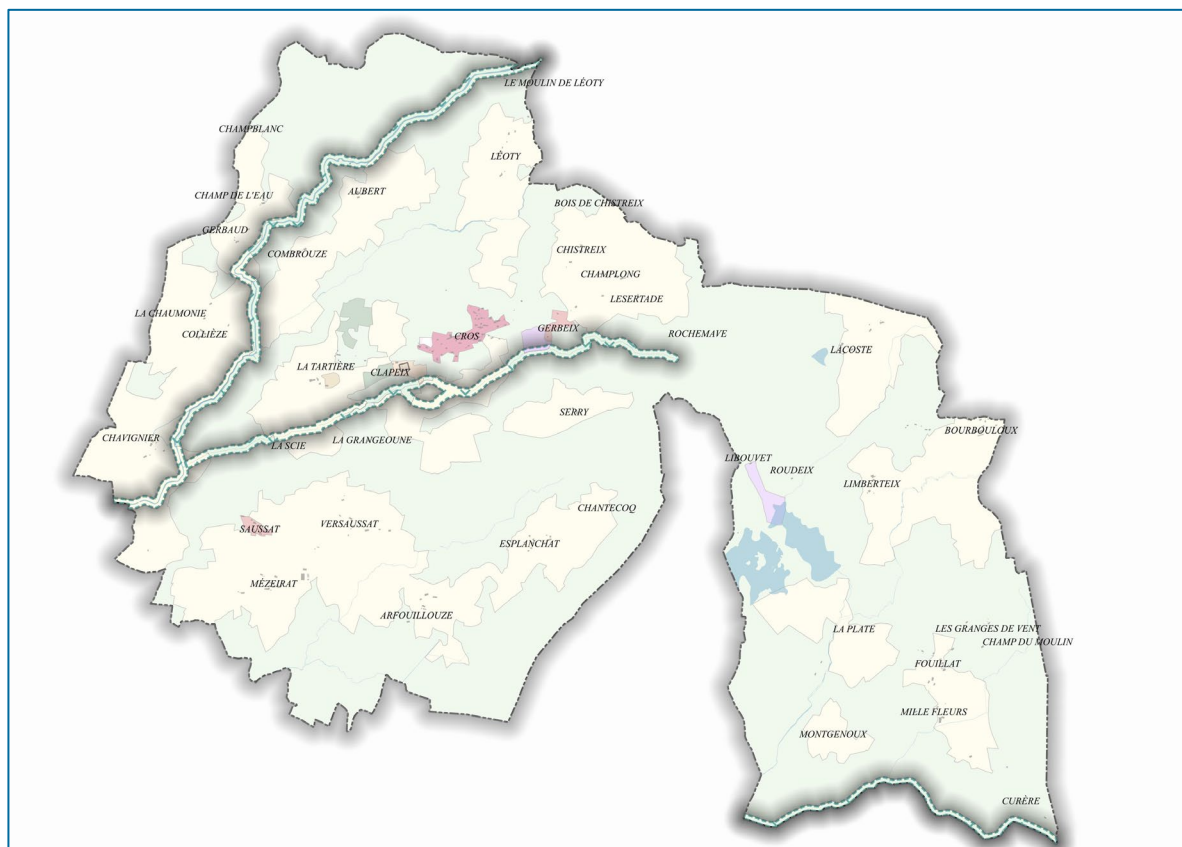 LE MOULIN DE LÉOTY
CHAMPBLANC
LÉOTY
AUBERT
CHAMP DE L'EAU
BOIS DE CHISTREIX
GERBAUD
COMBROUZE
CHISTREIX
CHAMPLONG
LESERTADE
LA CHAUMONIE
COLLIÈZE
CROS
GERBEIX
ROCHEMAVE
LACOSTE
LA TARTIÈRE
CLAPEIX
SERRY
CHAVIGNIER
LA SCIE
LA GRANGEOUNE
BOURBOULOUX
LIBOUVET
ROUDEIX
LIMBERTEIX
CHANTECOQ
SAUSSAT
VERSAUSSAT
ESPLANCHAT
MÉZEIRAT
ARFOUILLOUZE
LA PLATE
LES GRANGES DE VENT
CHAMP DU MOULIN
FOUILLAT
MILLE FLEURS
MONTGENOUX
CURÈRE